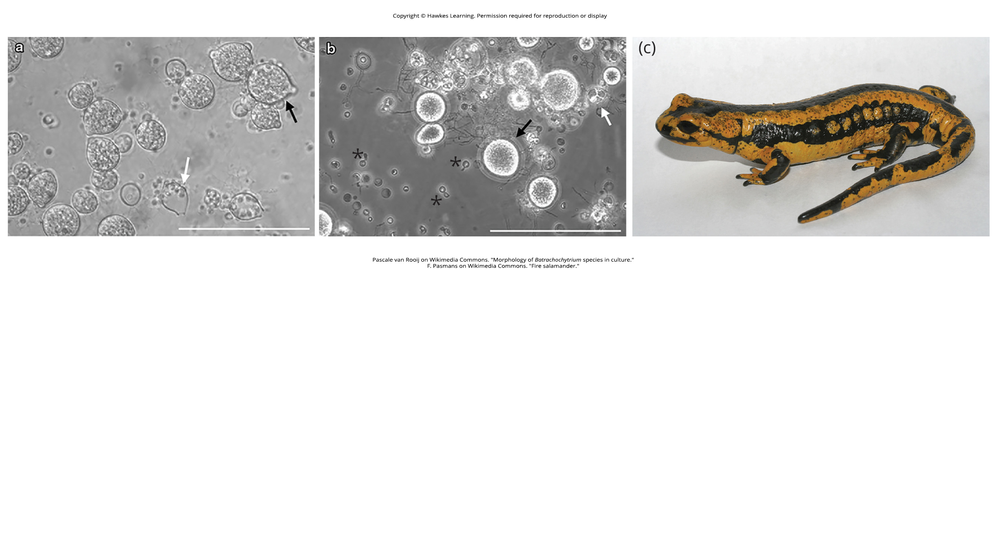 Copyright © Hawkes Learning. Permission required for reproduction or display
a
b
(c)
*
*
*
Pascale van Rooij on Wikimedia Commons. "Morphology of Batrachochytrium species in culture."
F. Pasmans on Wikimedia Commons. "Fire salamander."